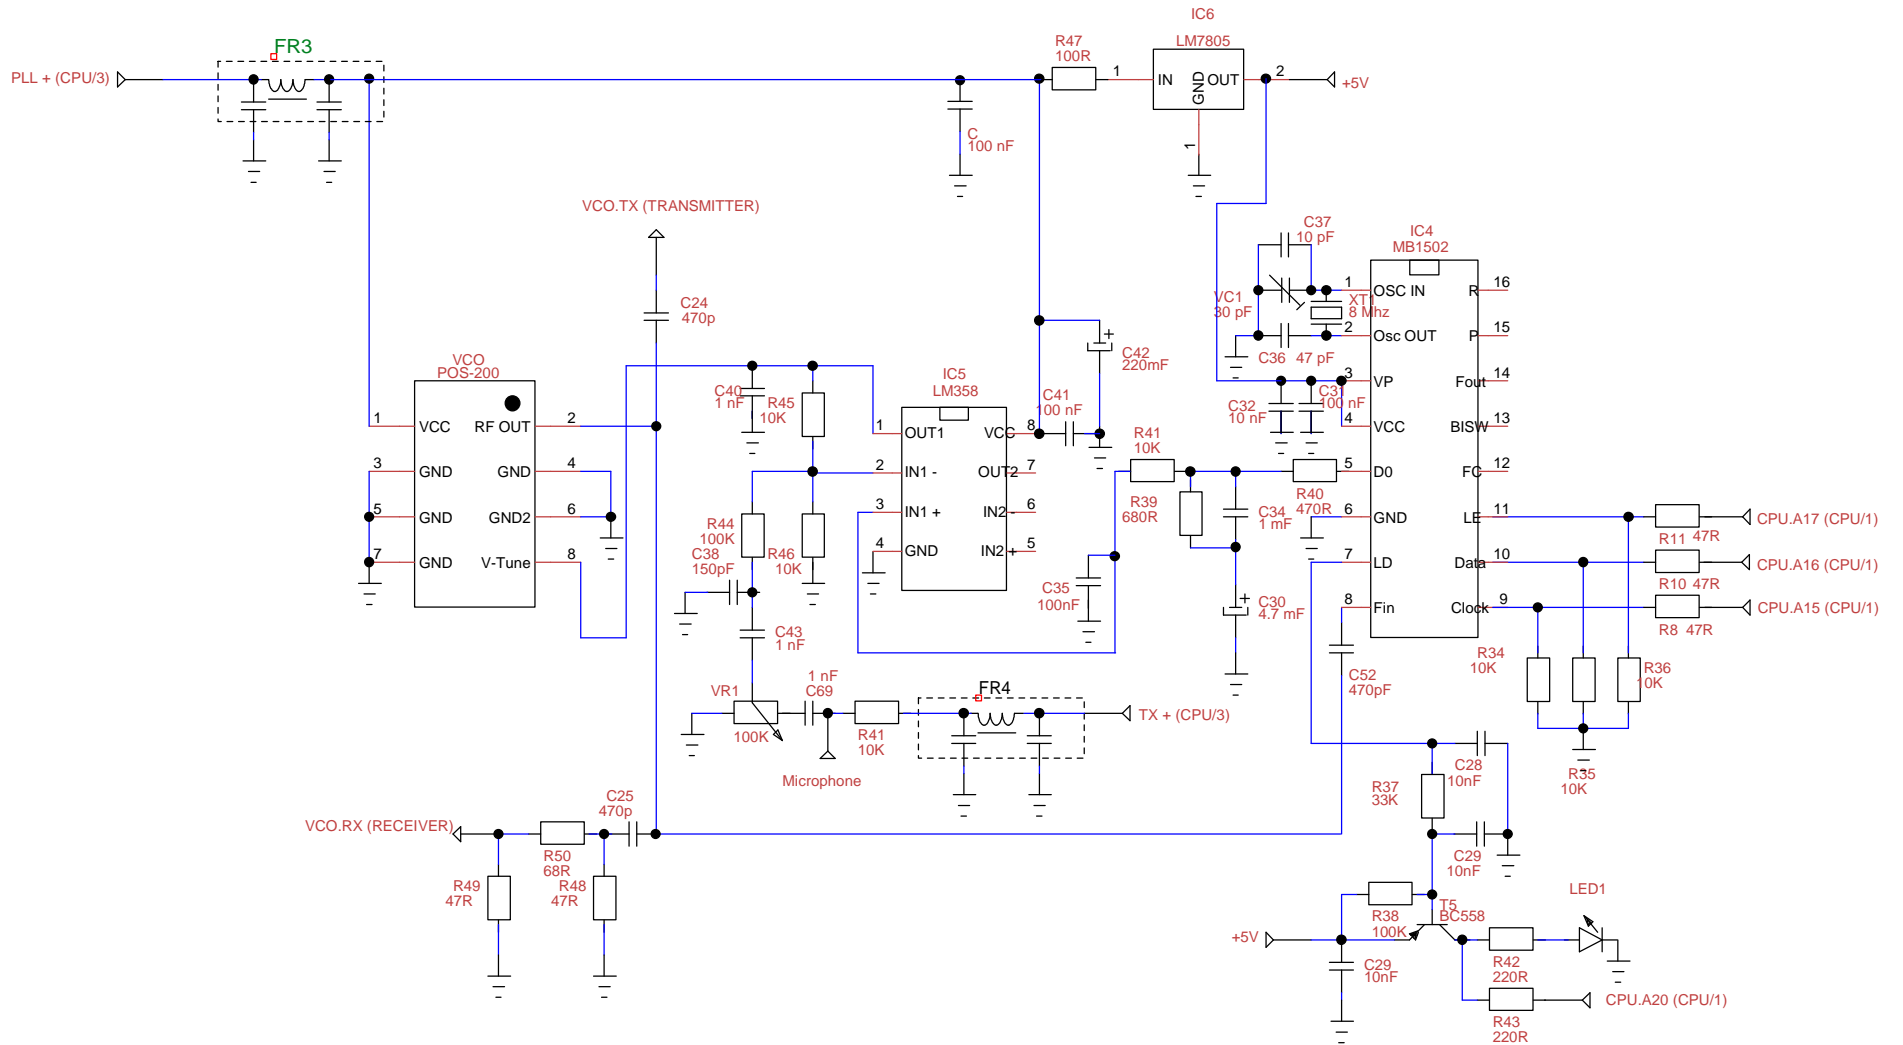 FR3
PLL + (CPU/3)
C
100 nF
R47
100R
IC6
LM7805
1
IN
GND
OUT
2
1
+5V
VCO.TX (TRANSMITTER)
C24
470p
VCO
POS-200
1
VCC
RF OUT
2
3
GND
GND
4
5
GND
GND2
6
7
GND
V-Tune
8
C40
1 nF
R45
10K
R44
100K
C38
150pF
R46
10K
C43
1 nF
IC5
LM358
1
OUT1
VCC
8
2
IN1 -
OUT2
7
3
IN1 +
IN2 -
6
4
GND
IN2 +
5
C41
100 nF
C42
220mF
+
R41
10K
R39
680R
C34
1 mF
R40
470R
C35
100nF
C30
4.7 mF
+
C37
10 pF
VC1
30 pF
XT1
8 Mhz
C36
47 pF
C32
10 nF
C31
100 nF
IC4
MB1502
1
OSC IN
R
16
2
Osc OUT
P
15
3
VP
Fout
14
4
VCC
BISW
13
5
D0
FC
12
6
GND
LE
11
7
LD
Data
10
8
Fin
Clock
9
R11 47R
CPU.A17 (CPU/1)
R10 47R
CPU.A16 (CPU/1)
R8 47R
CPU.A15 (CPU/1)
R34
10K
R36
10K
R35
10K
C52
470pF
VR1
100K
1 nF
C69
R41
10K
Microphone
FR4
TX + (CPU/3)
VCO.RX (RECEIVER)
C25
470p
R50
68R
R49
47R
R48
47R
C28
10nF
R37
33K
C29
10nF
R38
100K
T5
BC558
+5V
C29
10nF
LED1
R42
220R
R43
220R
CPU.A20 (CPU/1)